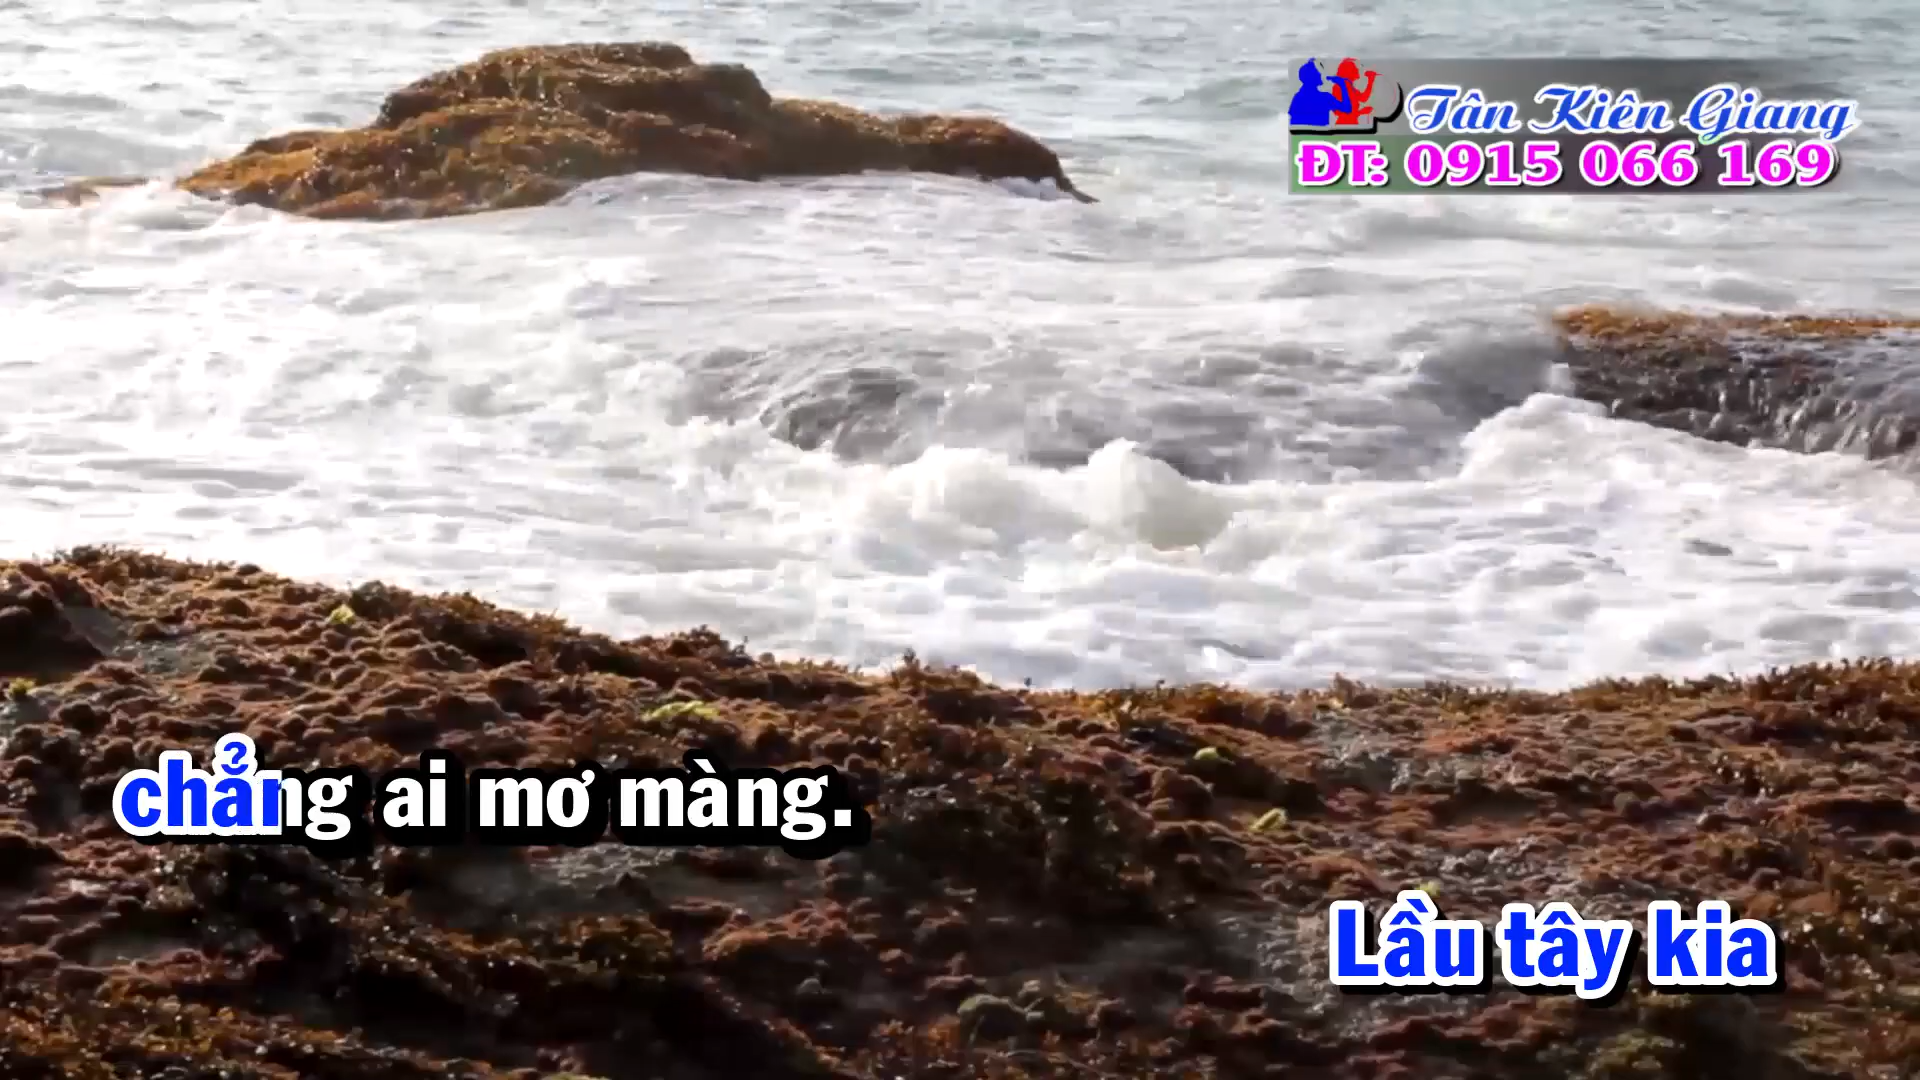 Tân Kiên Giang
ĐT: 0915 066 169
chẳng ai mơ màng.
Lầu tây kia